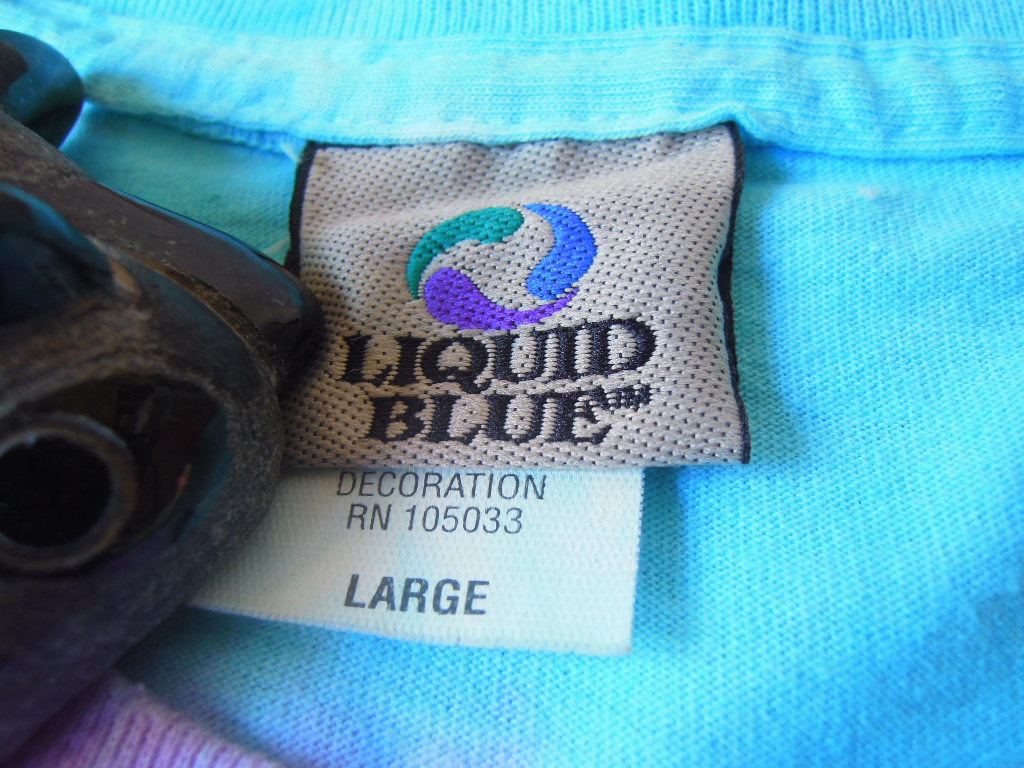 LIQUID
BLUE™
DECORATION
RN 105033
LARGE